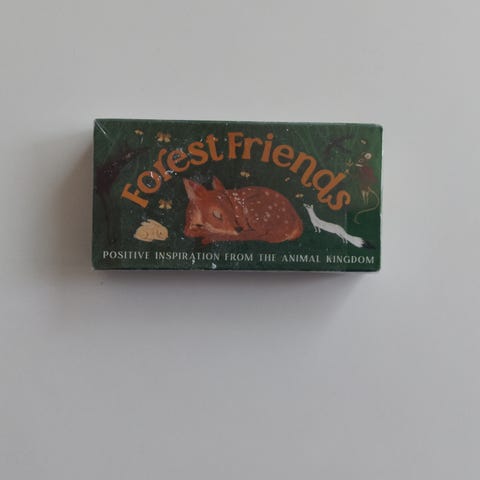 Forest Friends
POSITIVE INSPIRATION FROM THE ANIMAL KINGDOM